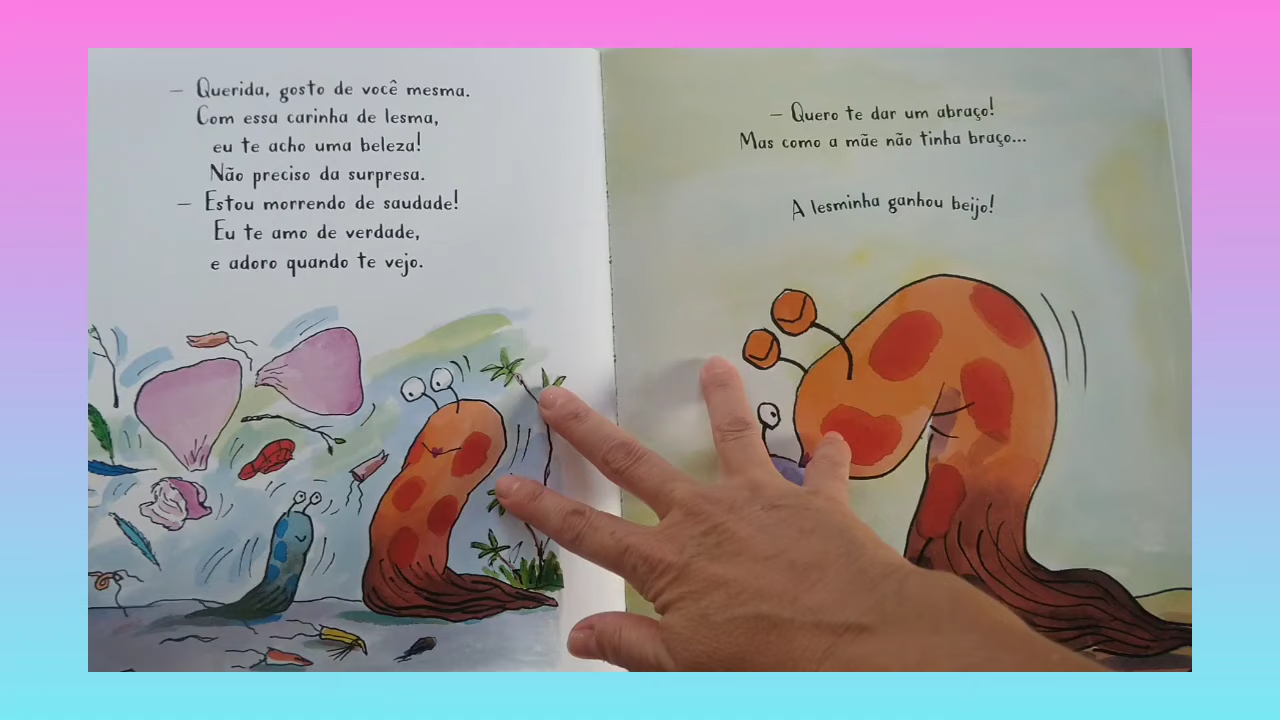 — Querida, gosto de você mesma.
Com essa carinha de lesma,
eu te acho uma beleza!
Não preciso da surpresa.
— Estou morrendo de saudade!
Eu te amo de verdade,
e adoro quando te vejo.
— Quero te dar um abraço!
Mas como a mãe não tinha braço...
A lesminha ganhou beijo!